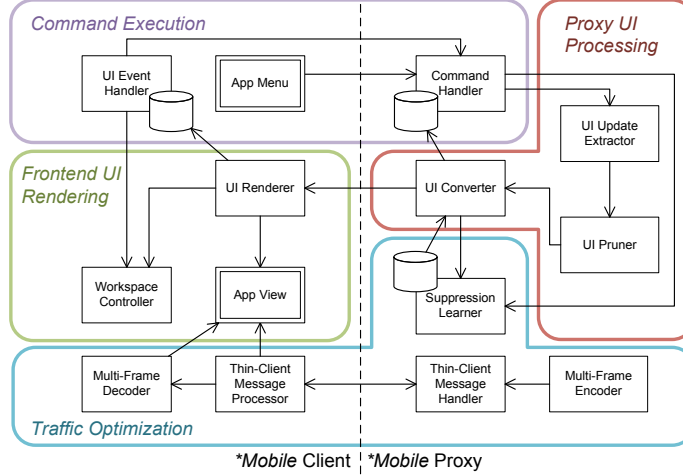 Command Execution
Proxy UI
Processing
UI Event
Handler
App Menu
Command
Handler
UI Update
Extractor
Frontend UI
Rendering
UI Renderer
UI Converter
UI Pruner
Workspace
Controller
App View
Suppression
Learner
Multi-Frame
Decoder
Thin-Client
Message
Processor
Thin-Client
Message
Handler
Multi-Frame
Encoder
Traffic Optimization
*Mobile Client
*Mobile Proxy